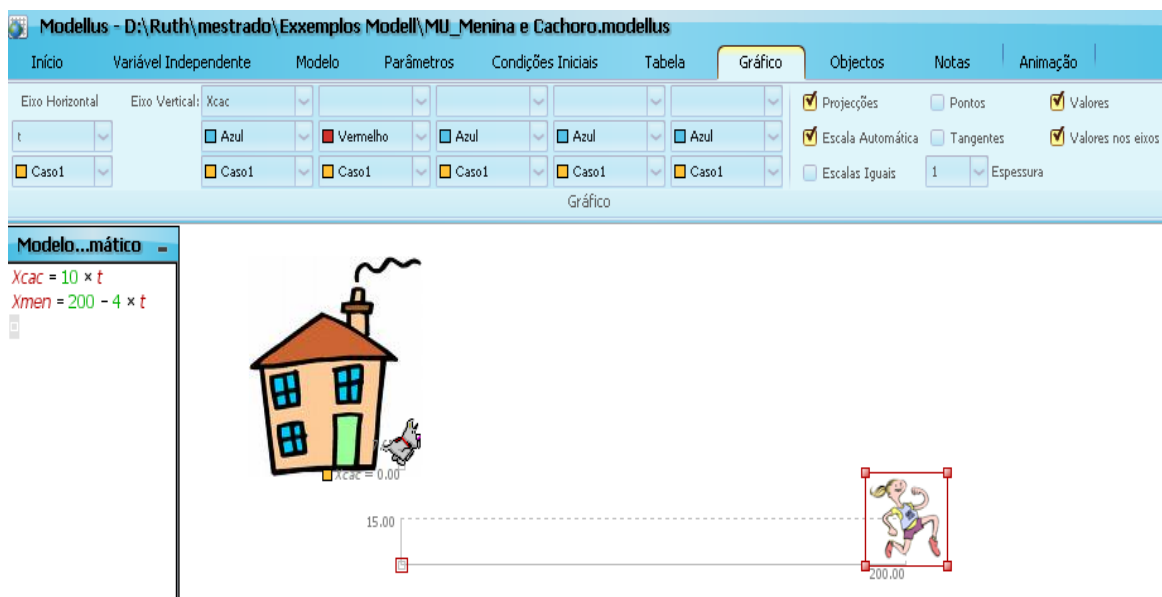 Modellus - D:\Ruth\mestrado\Exxemplos Modell\MU_Menina e Cachoro.modellus
Início Variável Independente Modelo Parâmetros Condições Iniciais Tabela Gráfico Objectos Notas Animação
Eixo Horizontal Eixo Vertical: Xcac Projecções Pontos Valores
t Azul Vermelho Azul Azul Azul Escala Automática Tangentes Valores nos eixos
Caso1 Caso1 Caso1 Caso1 Caso1 Caso1 Escalas Iguais 1 Espessura
Gráfico
Modelo...mático
Xcac = 10 × t
Xmen = 200 - 4 × t
Xcac = 0.00
15.00
200.00